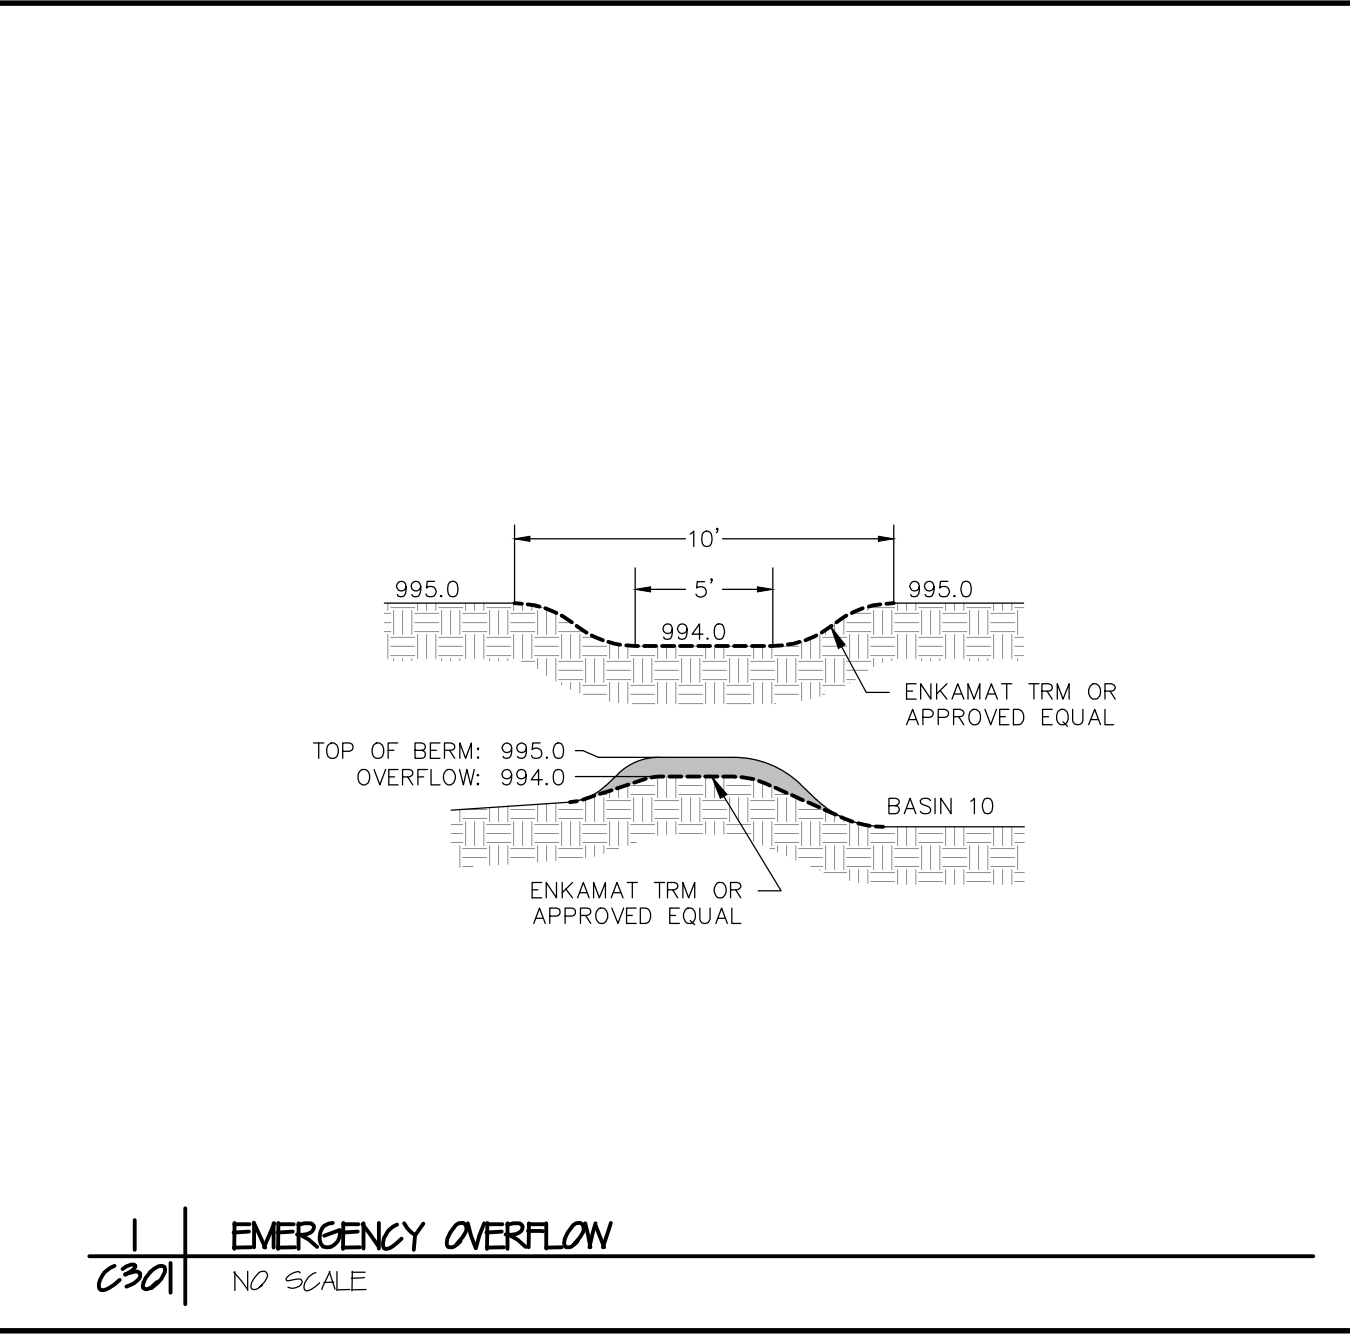 10'
5'
995.0
995.0
994.0
ENKAMAT TRM OR
APPROVED EQUAL
TOP OF BERM: 995.0
OVERFLOW: 994.0
BASIN 10
ENKAMAT TRM OR
APPROVED EQUAL
1
C301
EMERGENCY OVERFLOW
NO SCALE